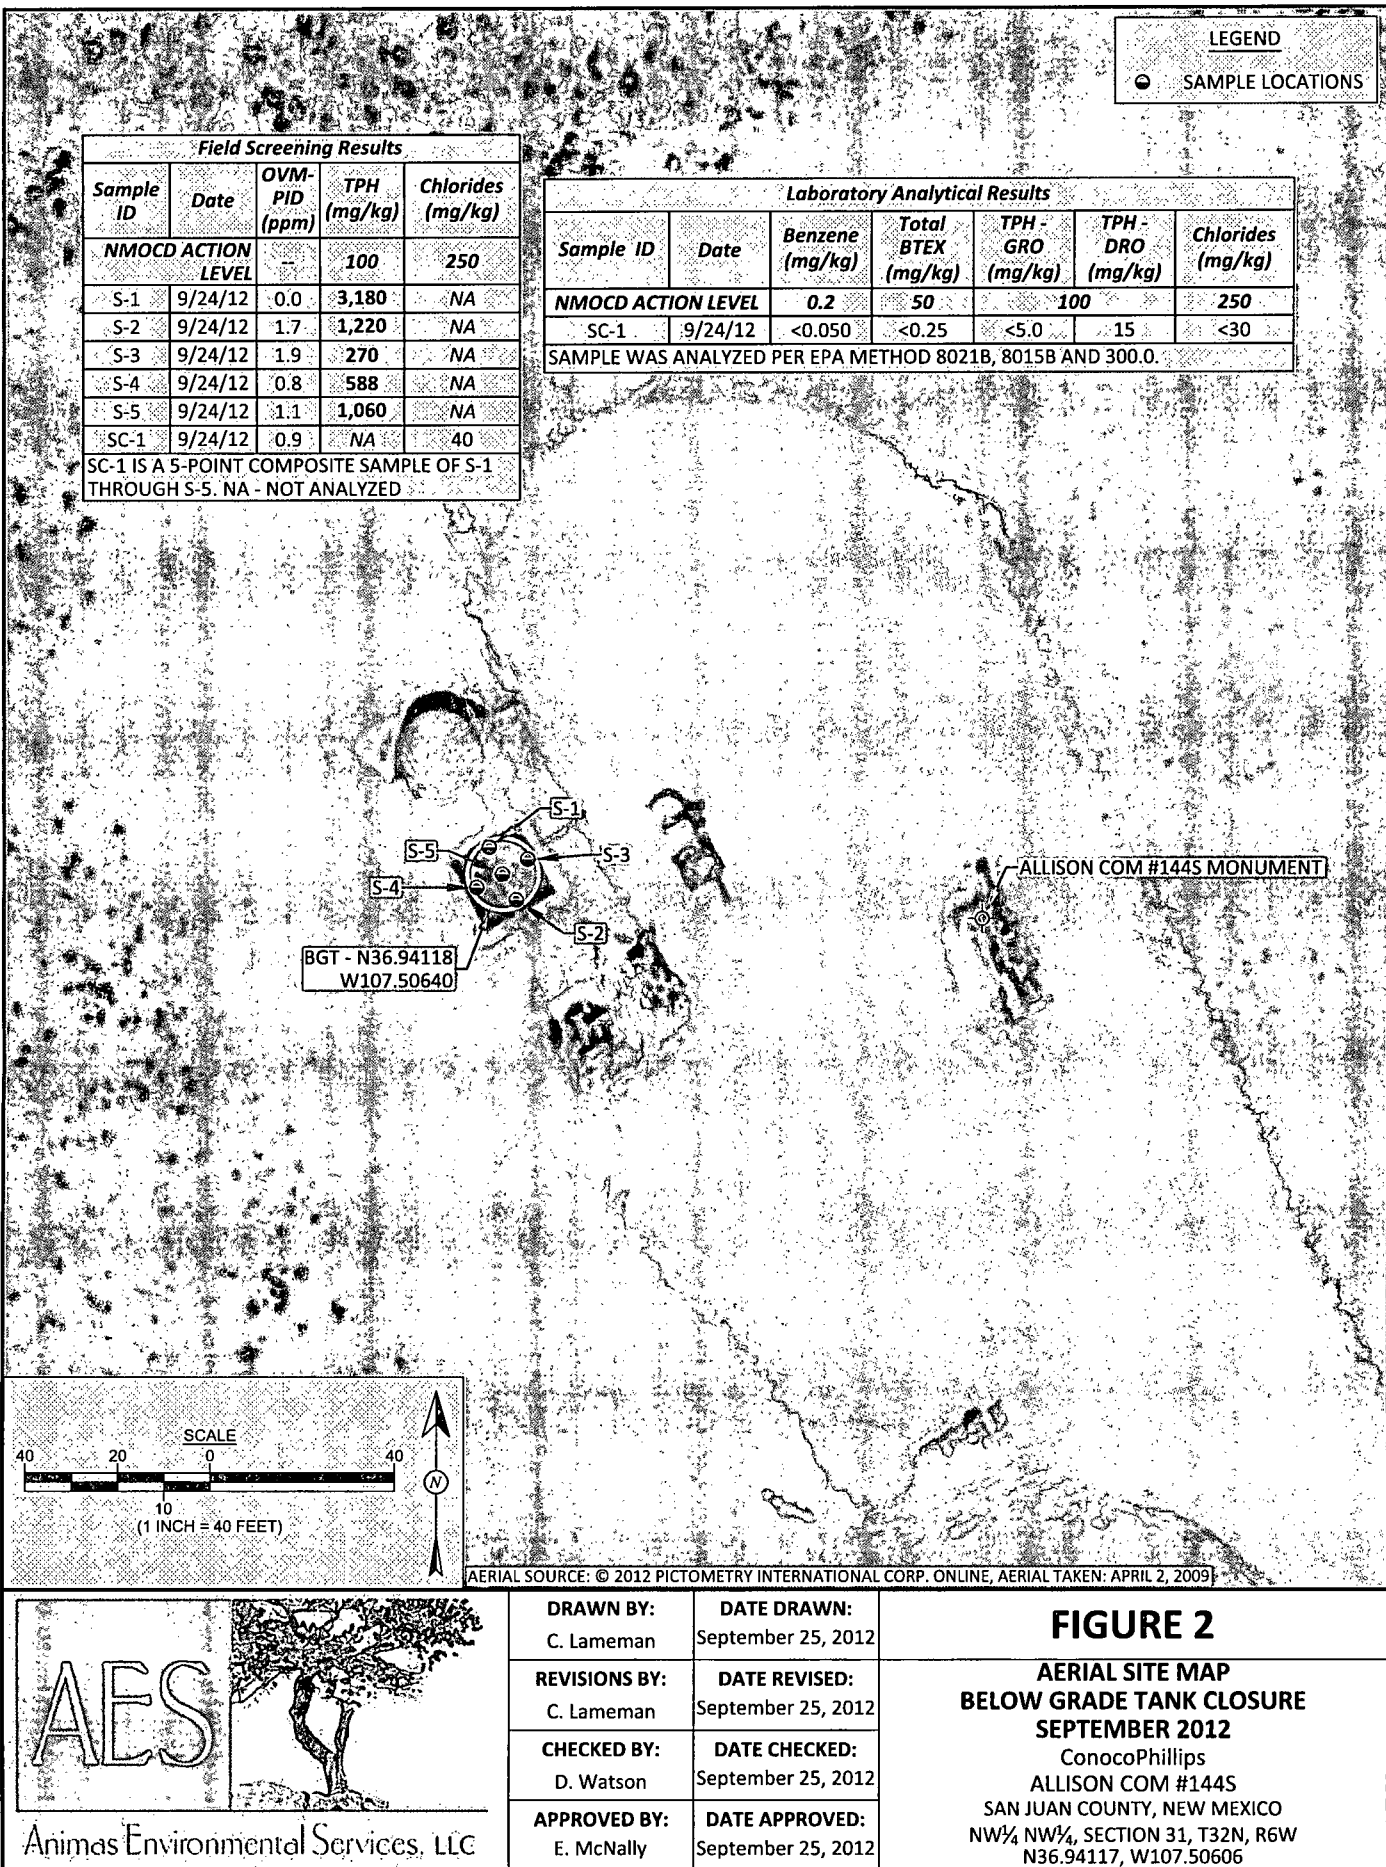 LEGEND
SAMPLE LOCATIONS
Field Screening Results
Sample ID Date OVM-PID (ppm) TPH (mg/kg) Chlorides (mg/kg)
NMOCD ACTION LEVEL -- 100 250
S-1 9/24/12 0.0 3,180 NA
S-2 9/24/12 1.7 1,220 NA
S-3 9/24/12 1.9 270 NA
S-4 9/24/12 0.8 588 NA
S-5 9/24/12 1.1 1,060 NA
SC-1 9/24/12 0.9 NA 40
SC-1 IS A 5-POINT COMPOSITE SAMPLE OF S-1
THROUGH S-5. NA - NOT ANALYZED
Laboratory Analytical Results
Sample ID Date Benzene (mg/kg) Total BTEX (mg/kg) TPH - GRO (mg/kg) TPH - DRO (mg/kg) Chlorides (mg/kg)
NMOCD ACTION LEVEL 0.2 50 100 250
SC-1 9/24/12 <0.050 <0.25 <5.0 15 <30
SAMPLE WAS ANALYZED PER EPA METHOD 8021B, 8015B AND 300.0.
S-1
S-5
S-3
S-4
S-2
BGT - N36.94118
W107.50640
ALLISON COM #144S MONUMENT
SCALE
40 20 0 40
10
(1 INCH = 40 FEET)
N
AERIAL SOURCE: © 2012 PICTOMETRY INTERNATIONAL CORP. ONLINE, AERIAL TAKEN: APRIL 2, 2009
AES
Animas Environmental Services, LLC
DRAWN BY:
C. Lameman
DATE DRAWN:
September 25, 2012
REVISIONS BY:
C. Lameman
DATE REVISED:
September 25, 2012
CHECKED BY:
D. Watson
DATE CHECKED:
September 25, 2012
APPROVED BY:
E. McNally
DATE APPROVED:
September 25, 2012
FIGURE 2
AERIAL SITE MAP
BELOW GRADE TANK CLOSURE
SEPTEMBER 2012
ConocoPhillips
ALLISON COM #144S
SAN JUAN COUNTY, NEW MEXICO
NW¼ NW¼, SECTION 31, T32N, R6W
N36.94117, W107.50606